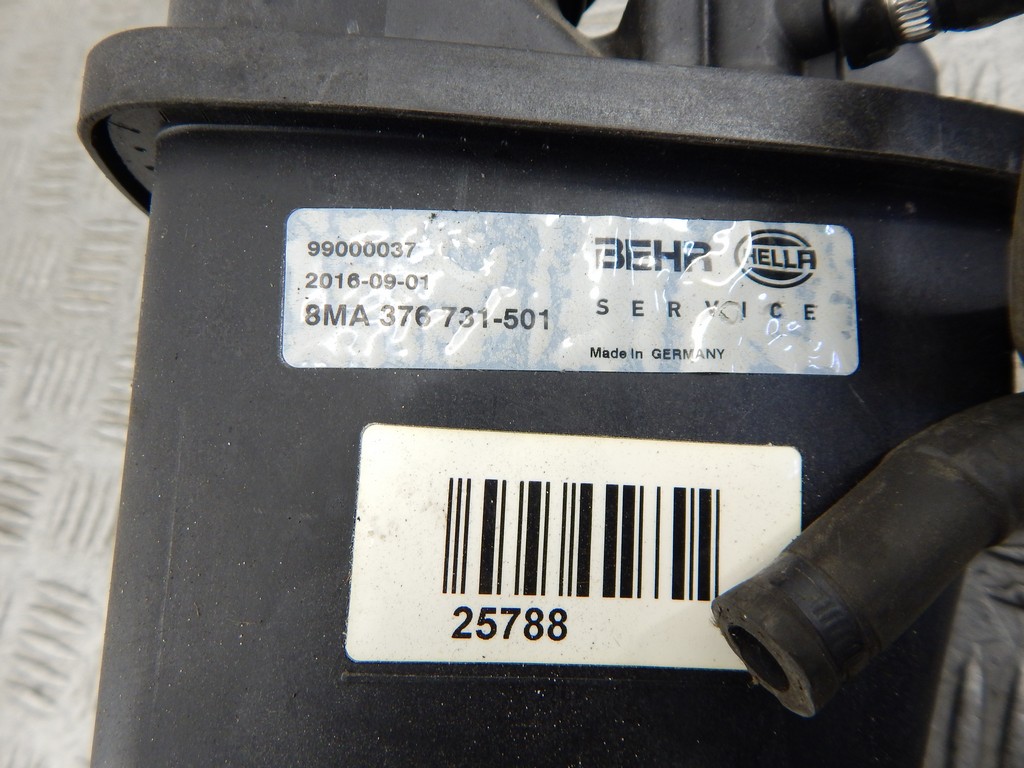 99000037
2016-09-01
8MA 376 731-501
BEHR HELLA
SERVICE
Made In GERMANY
25788